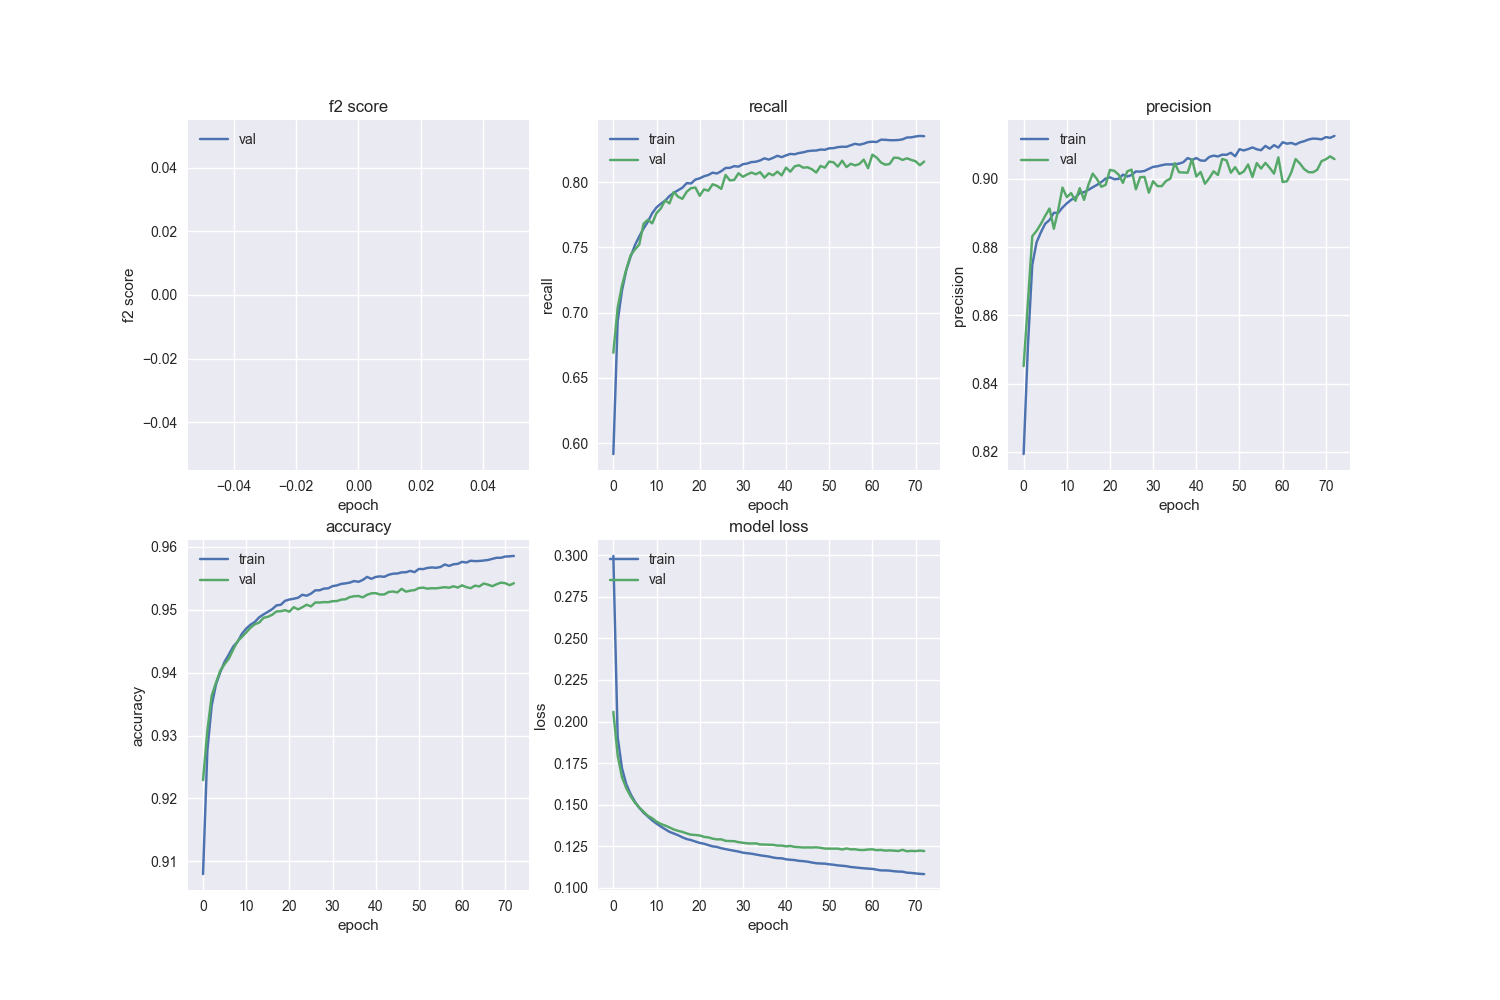 f2 score
val
0.04
0.02
0.00
−0.02
−0.04
f2 score
−0.04 −0.02 0.00 0.02 0.04
epoch
recall
train
val
0.80
0.75
0.70
0.65
0.60
recall
0 10 20 30 40 50 60 70
epoch
precision
train
val
0.90
0.88
0.86
0.84
0.82
precision
0 10 20 30 40 50 60 70
epoch
accuracy
train
val
0.96
0.95
0.94
0.93
0.92
0.91
accuracy
0 10 20 30 40 50 60 70
epoch
model loss
train
val
0.300
0.275
0.250
0.225
0.200
0.175
0.150
0.125
0.100
loss
0 10 20 30 40 50 60 70
epoch